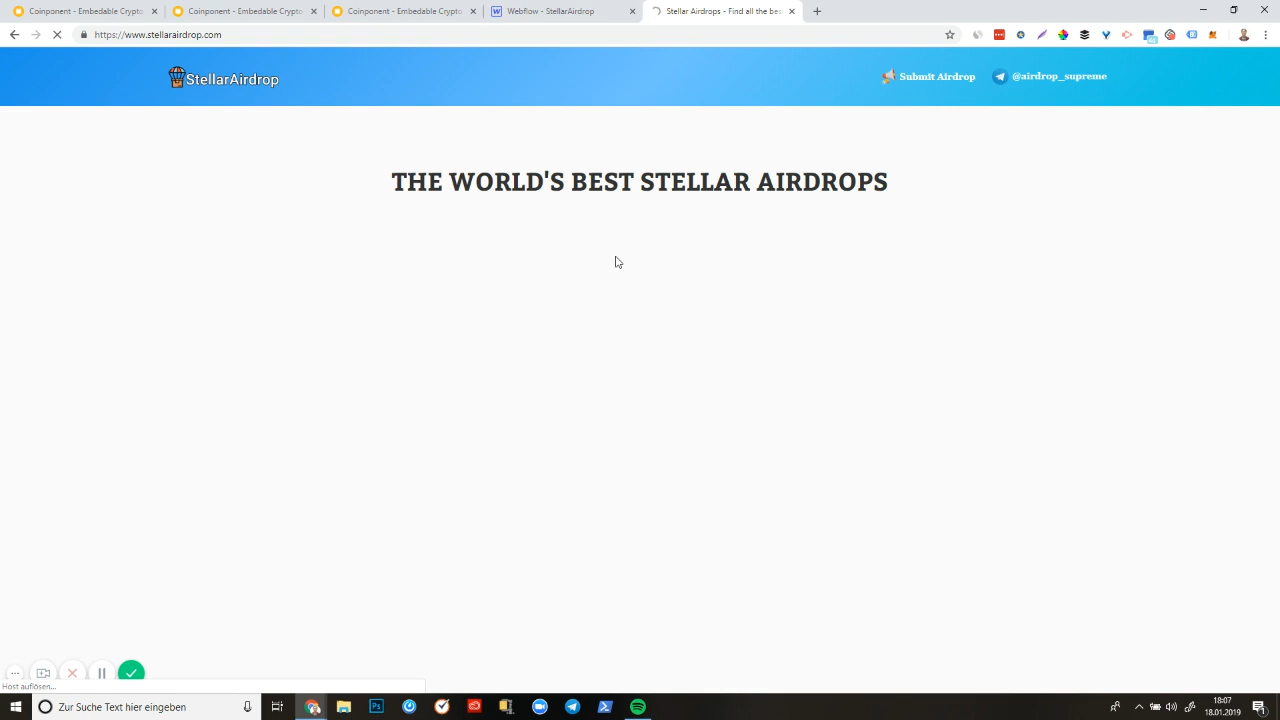 Coinponent - Embedable Crypto
Coinponent - Embedable Crypto
Coinponent - Embedable Crypto
Webflow - StellarAirdrop
Stellar Airdrops - Find all the be
https://www.stellarairdrop.com
StellarAirdrop
Submit Airdrop
@airdrop_supreme
THE WORLD'S BEST STELLAR AIRDROPS
Host auflösen...
Zur Suche Text hier eingeben
18:07
18.01.2019